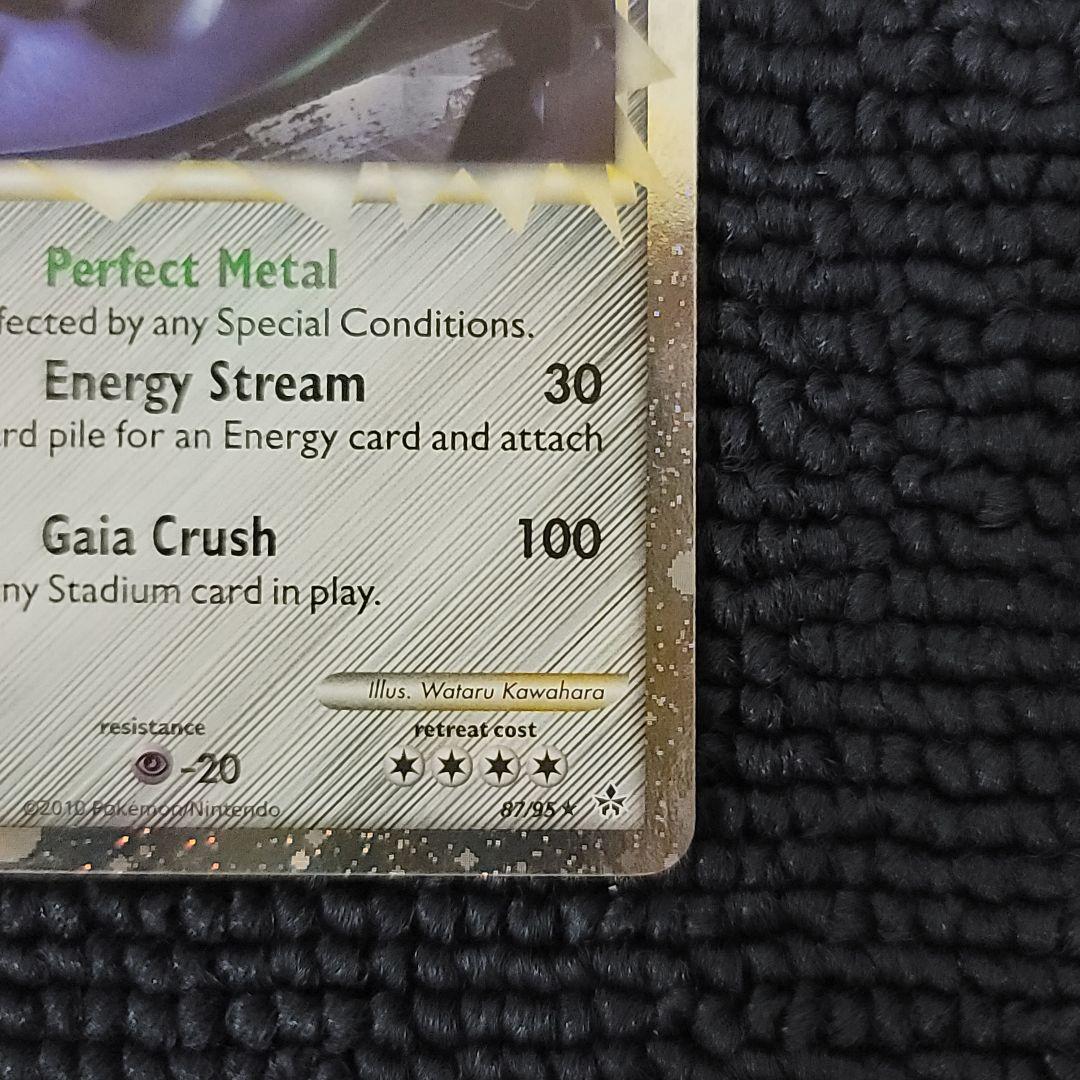 Perfect Metal
fected by any Special Conditions.
Energy Stream 30
rd pile for an Energy card and attach
Gaia Crush 100
ny Stadium card in play.
Illus. Wataru Kawahara
resistance retreat cost
-20
©2010 Pokémon/Nintendo 87/95